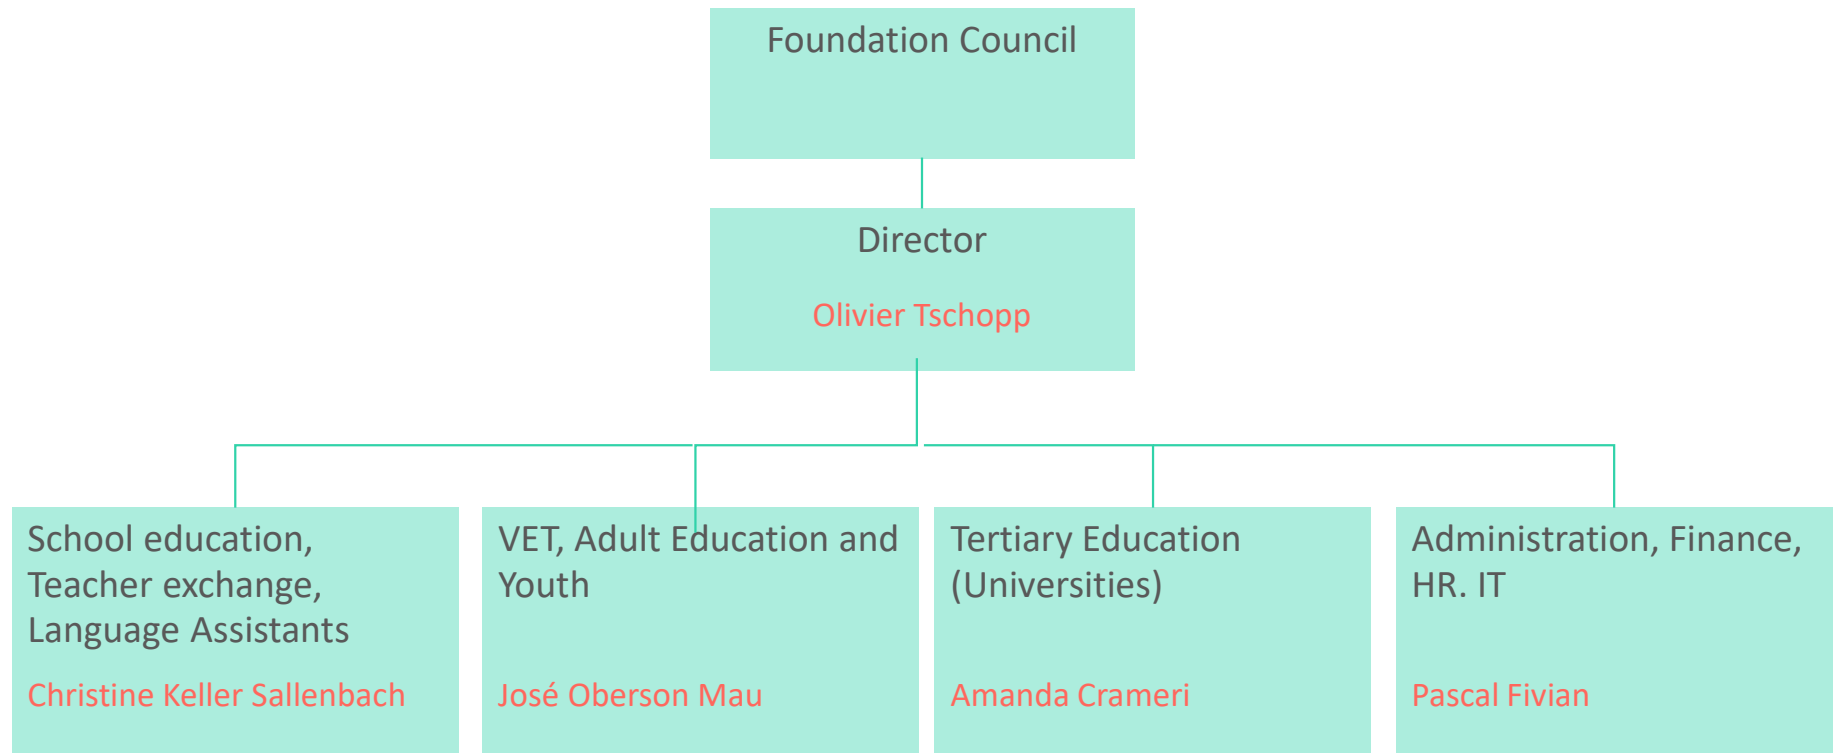 Foundation Council
Director
Olivier Tschopp
School education,
Teacher exchange,
Language Assistants
Christine Keller Sallenbach
VET, Adult Education and
Youth
José Oberson Mau
Tertiary Education
(Universities)
Amanda Crameri
Administration, Finance,
HR. IT
Pascal Fivian